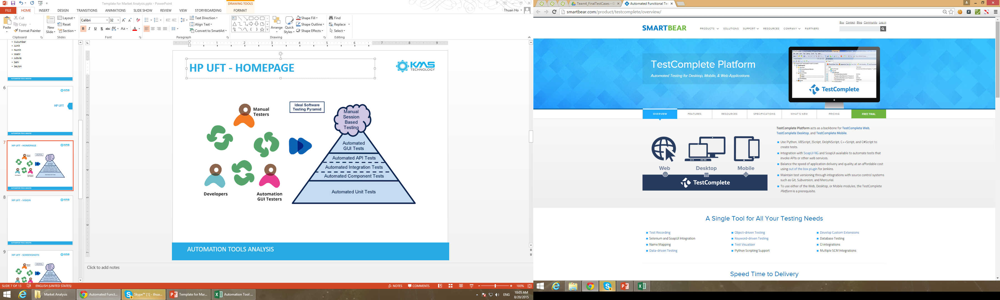 Template for Market Analysis.pptx - PowerPoint
DRAWING TOOLS
FILE HOME INSERT DESIGN TRANSITIONS ANIMATIONS SLIDE SHOW REVIEW VIEW STORYBOARDING FORMAT
Thuan Ho
Paste
Cut
Copy
Format Painter
Clipboard
New Slide
Layout
Reset
Section
Slides
Calibri 32
Font
Text Direction
Align Text
Convert to SmartArt
Paragraph
Arrange
Quick Styles
Shape Fill
Shape Outline
Shape Effects
Drawing
Find
Replace
Select
Editing
Cucumber
JUnit
NUnit
Watir
Jubula
Sahi
SeLion
AUTOMATION TOOLS ANALYSIS
6
KMS
HP UFT
AUTOMATION TOOLS ANALYSIS
7
HP UFT - HOMEPAGE
KMS
AUTOMATION TOOLS ANALYSIS
8
HP UFT - VISION
KMS
AUTOMATION TOOLS ANALYSIS
9
HP UFT - SCREENSHOTS
KMS
HP UFT - HOMEPAGE
KMS
TECHNOLOGY
Manual
Testers
Developers
Automation
GUI Testers
Ideal Software
Testing Pyramid
Manual
Session
Based
Testing
Automated
GUI Tests
Automated API Tests
Automated Integration Tests
Automated Component Tests
Automated Unit Tests
AUTOMATION TOOLS ANALYSIS
Click to add notes
SLIDE 7 OF 13 ENGLISH (UNITED STATES) NOTES COMMENTS 103%
Market Analysis
Automated Funct...
Skype™ [1] - thua...
Template for Mar...
Automation Tool ...
ENG
10:05 AM
8/20/2015
Team4_FinalTestCases - G
Automated Functional Te
smartbear.com/product/testcomplete/overview/
SMARTBEAR
PRODUCTS SOLUTIONS SUPPORT RESOURCES COMPANY PARTNERS
Buy Contact Blog Community Log in
TestComplete Platform
Automated Testing for Desktop, Mobile, & Web Applications
TestComplete
OVERVIEW FEATURES RESOURCES SPECIFICATIONS WHAT'S NEW PRICING FREE TRIAL
Web Desktop Mobile
TestComplete
TestComplete Platform acts as a backbone for TestComplete Web,
TestComplete Desktop, and TestComplete Mobile.
Use Python, VBScript, JScript, DelphiScript, C++Script, and C#Script to
create tests.
Integration with SoapUI NG and SoapUI available to automate tests that
invoke APIs or other web services.
Balance the speed of application delivery and quality at an affordable cost
using out of the box plugin for Jenkins.
Maintain test versioning through integrations with source control systems
such as Git, Subversion, and Mercurial.
To use either of the Web, Desktop, or Mobile modules, the TestComplete
Platform is a prerequisite.
A Single Tool for All Your Testing Needs
Test Recording
Selenium and SoapUI Integration
Name Mapping
Data-driven Testing
Object-driven Testing
Keyword-driven Testing
Test Visualizer
Python Scripting Support
Develop Custom Extensions
Database Testing
CI integrations
Multiple SCM Integrations
Speed Time to Delivery